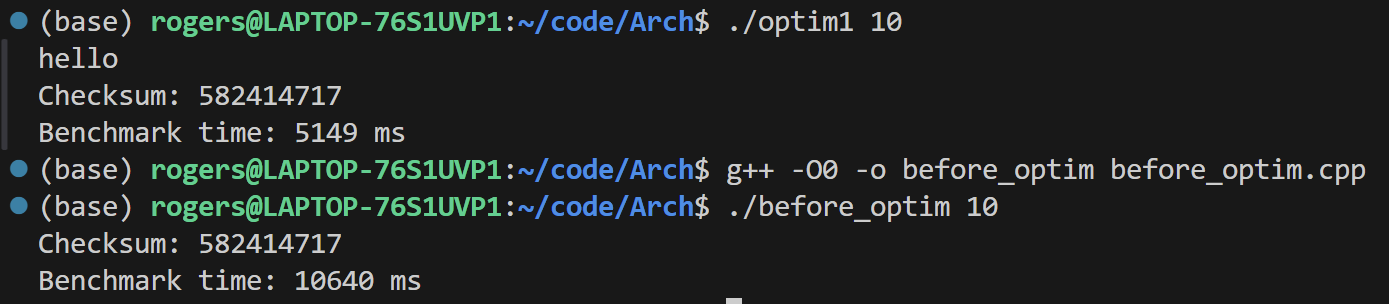 (base) rogers@LAPTOP-76S1UVP1:~/code/Arch$ ./optim1 10
hello
Checksum: 582414717
Benchmark time: 5149 ms
(base) rogers@LAPTOP-76S1UVP1:~/code/Arch$ g++ -O0 -o before_optim before_optim.cpp
(base) rogers@LAPTOP-76S1UVP1:~/code/Arch$ ./before_optim 10
Checksum: 582414717
Benchmark time: 10640 ms